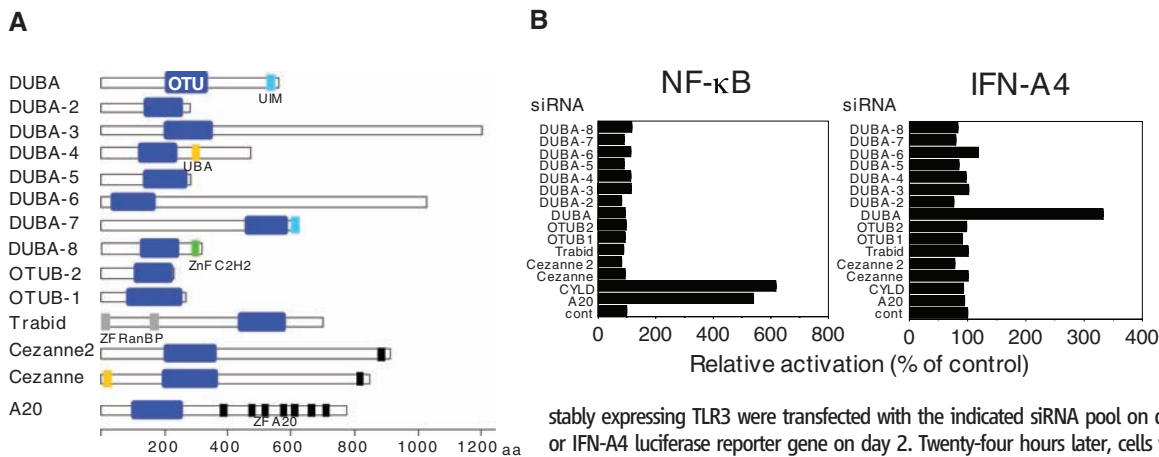 A
DUBA
OTU
UIM
DUBA-2
DUBA-3
DUBA-4
UBA
DUBA-5
DUBA-6
DUBA-7
DUBA-8
ZnF C2H2
OTUB-2
OTUB-1
Trabid
ZF RanBP
Cezanne2
Cezanne
A20
ZFA20
200 400 600 800 1000 1200 aa
B
NF-κB
siRNA
DUBA-8
DUBA-7
DUBA-6
DUBA-5
DUBA-4
DUBA-3
DUBA-2
DUBA
OTUB2
OTUB1
Trabid
Cezanne 2
Cezanne
CYLD
A20
cont
0 200 400 600 800
IFN-A4
siRNA
DUBA-8
DUBA-7
DUBA-6
DUBA-5
DUBA-4
DUBA-3
DUBA-2
DUBA
OTUB2
OTUB1
Trabid
Cezanne 2
Cezanne
CYLD
A20
cont
0 100 200 300 400
Relative activation (% of control)
stably expressing TLR3 were transfected with the indicated siRNA pool on
or IFN-A4 luciferase reporter gene on day 2. Twenty-four hours later, cells